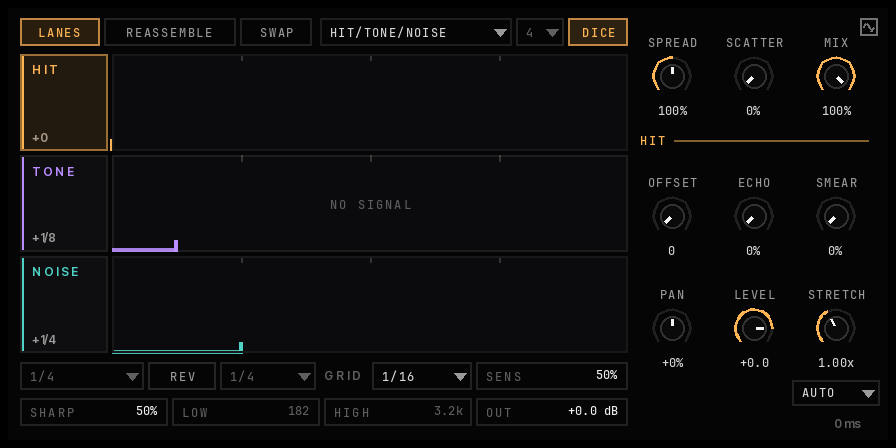 LANES REASSEMBLE SWAP HIT/TONE/NOISE 4 DICE
SPREAD SCATTER MIX
100% 0% 100%
HIT
+0
HIT
TONE
+1/8
NO SIGNAL
OFFSET ECHO SMEAR
0 0% 0%
NOISE
+1/4
PAN LEVEL STRETCH
+0% +0.0 1.00x
1/4 REV 1/4 GRID 1/16 SENS 50%
AUTO
SHARP 50% LOW 182 HIGH 3.2k OUT +0.0 dB
0 ms